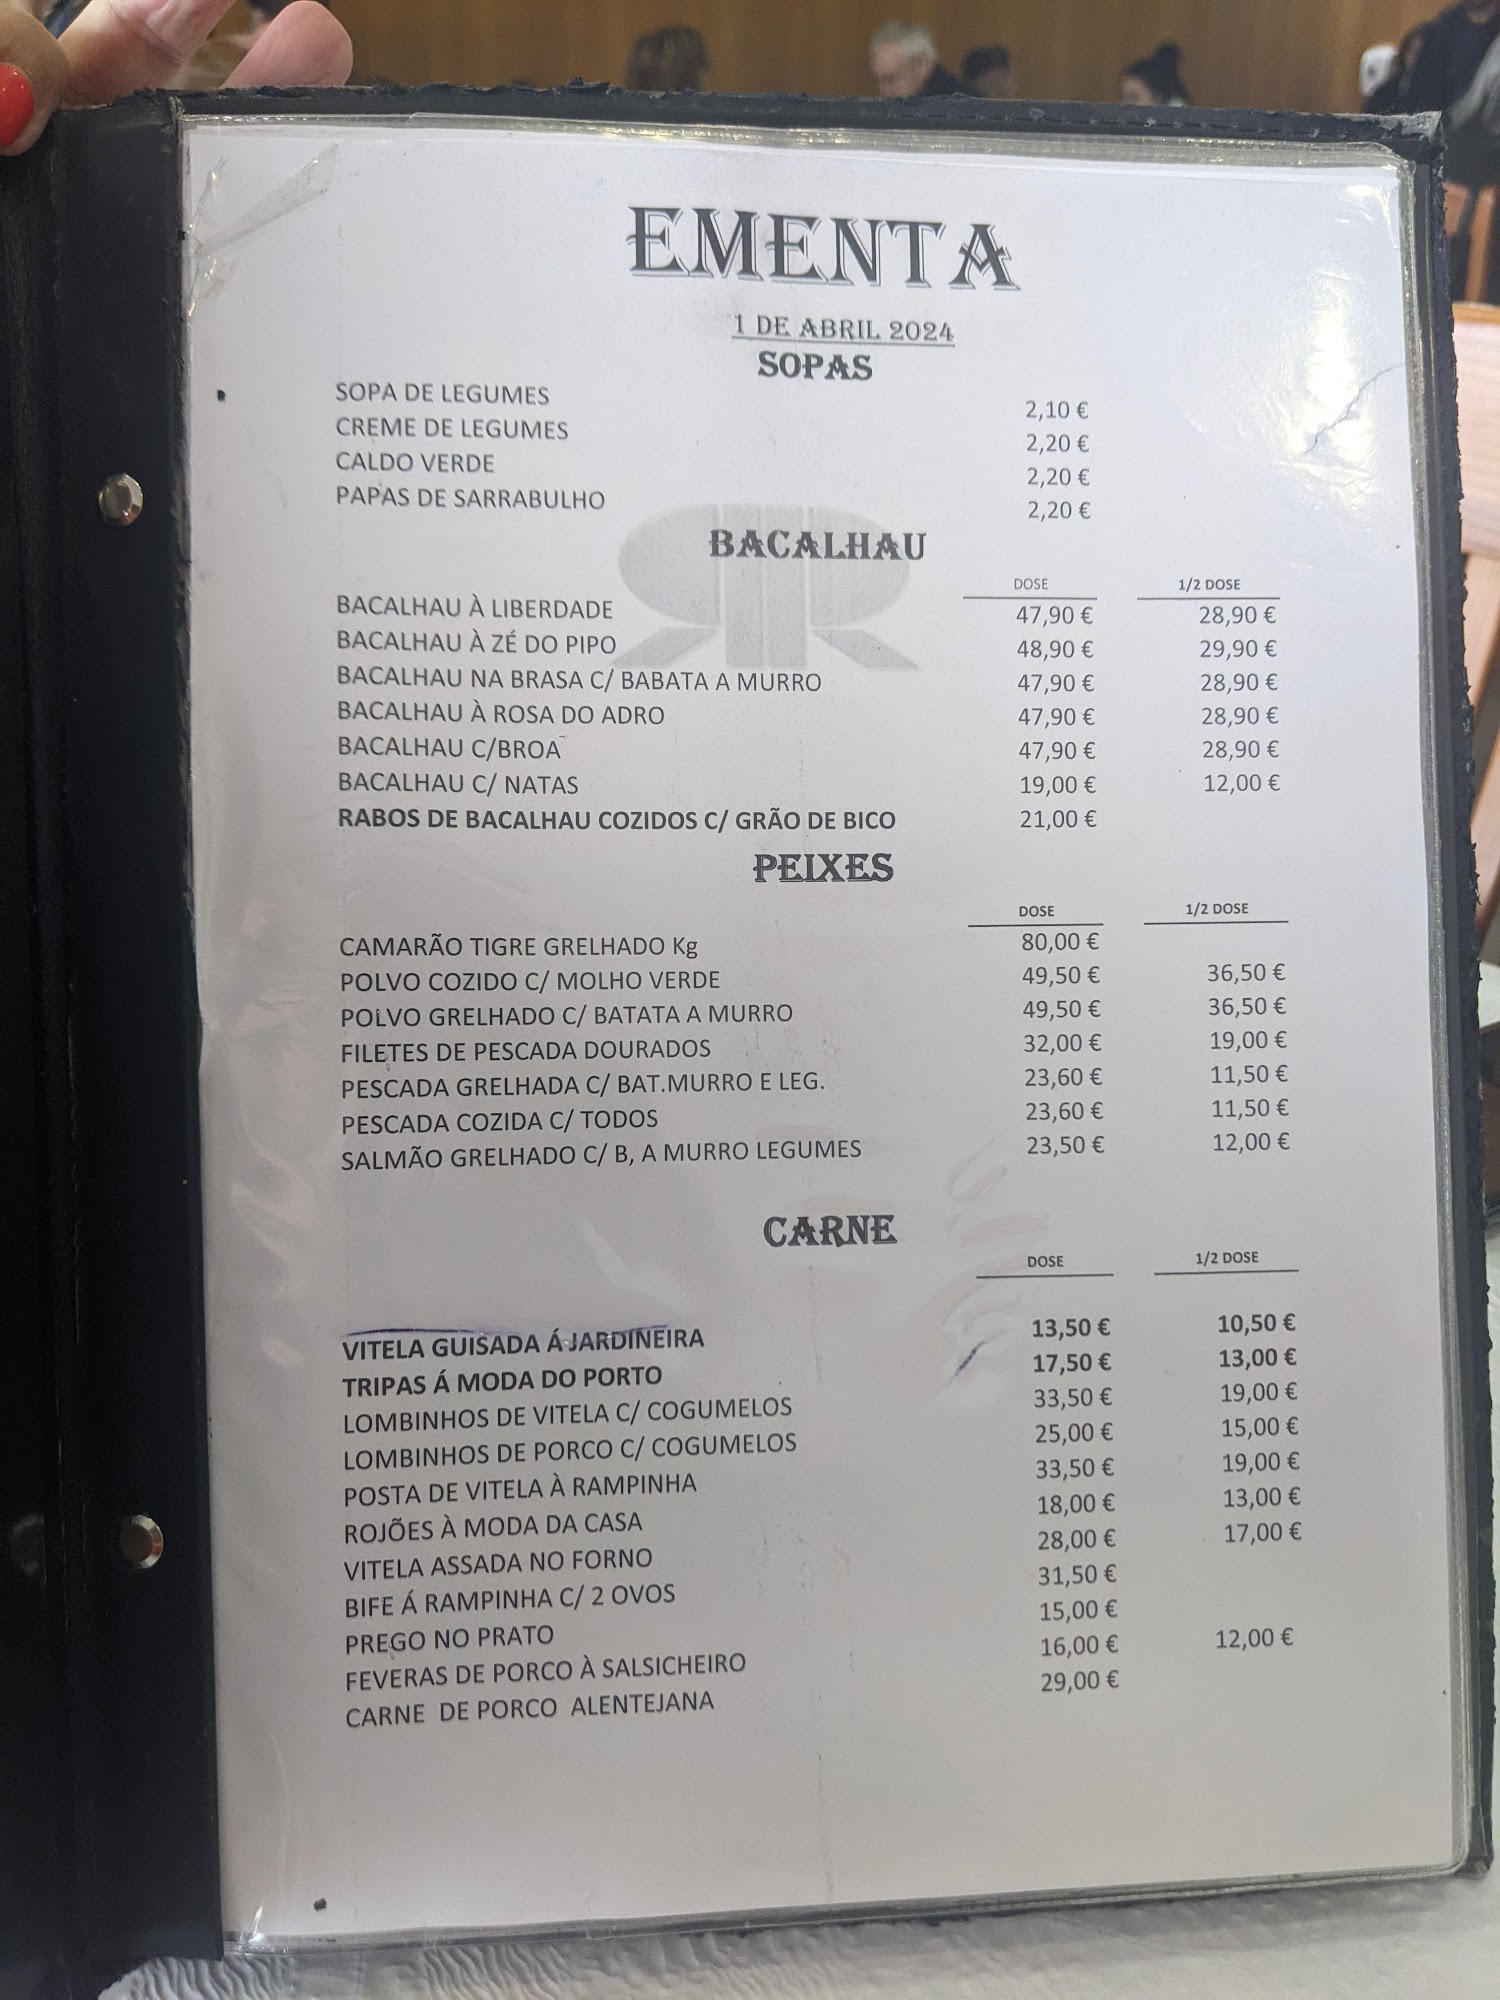 EMENTA
1 DE ABRIL 2024
SOPAS
SOPA DE LEGUMES 2,10 €
CREME DE LEGUMES 2,20 €
CALDO VERDE 2,20 €
PAPAS DE SARRABULHO 2,20 €
BACALHAU
DOSE 1/2 DOSE
BACALHAU À LIBERDADE 47,90 € 28,90 €
BACALHAU À ZÉ DO PIPO 48,90 € 29,90 €
BACALHAU NA BRASA C/ BABATA A MURRO 47,90 € 28,90 €
BACALHAU À ROSA DO ADRO 47,90 € 28,90 €
BACALHAU C/BROA 47,90 € 28,90 €
BACALHAU C/ NATAS 19,00 € 12,00 €
RABOS DE BACALHAU COZIDOS C/ GRÃO DE BICO 21,00 €
PEIXES
DOSE 1/2 DOSE
CAMARÃO TIGRE GRELHADO Kg 80,00 €
POLVO COZIDO C/ MOLHO VERDE 49,50 € 36,50 €
POLVO GRELHADO C/ BATATA A MURRO 49,50 € 36,50 €
FILETES DE PESCADA DOURADOS 32,00 € 19,00 €
PESCADA GRELHADA C/ BAT.MURRO E LEG. 23,60 € 11,50 €
PESCADA COZIDA C/ TODOS 23,60 € 11,50 €
SALMÃO GRELHADO C/ B, A MURRO LEGUMES 23,50 € 12,00 €
CARNE
DOSE 1/2 DOSE
VITELA GUISADA Á JARDINEIRA 13,50 € 10,50 €
TRIPAS Á MODA DO PORTO 17,50 € 13,00 €
LOMBINHOS DE VITELA C/ COGUMELOS 33,50 € 19,00 €
LOMBINHOS DE PORCO C/ COGUMELOS 25,00 € 15,00 €
POSTA DE VITELA À RAMPINHA 33,50 € 19,00 €
ROJÕES À MODA DA CASA 18,00 € 13,00 €
VITELA ASSADA NO FORNO 28,00 € 17,00 €
BIFE Á RAMPINHA C/ 2 OVOS 31,50 €
PREGO NO PRATO 15,00 €
FEVERAS DE PORCO À SALSICHEIRO 16,00 € 12,00 €
CARNE DE PORCO ALENTEJANA 29,00 €